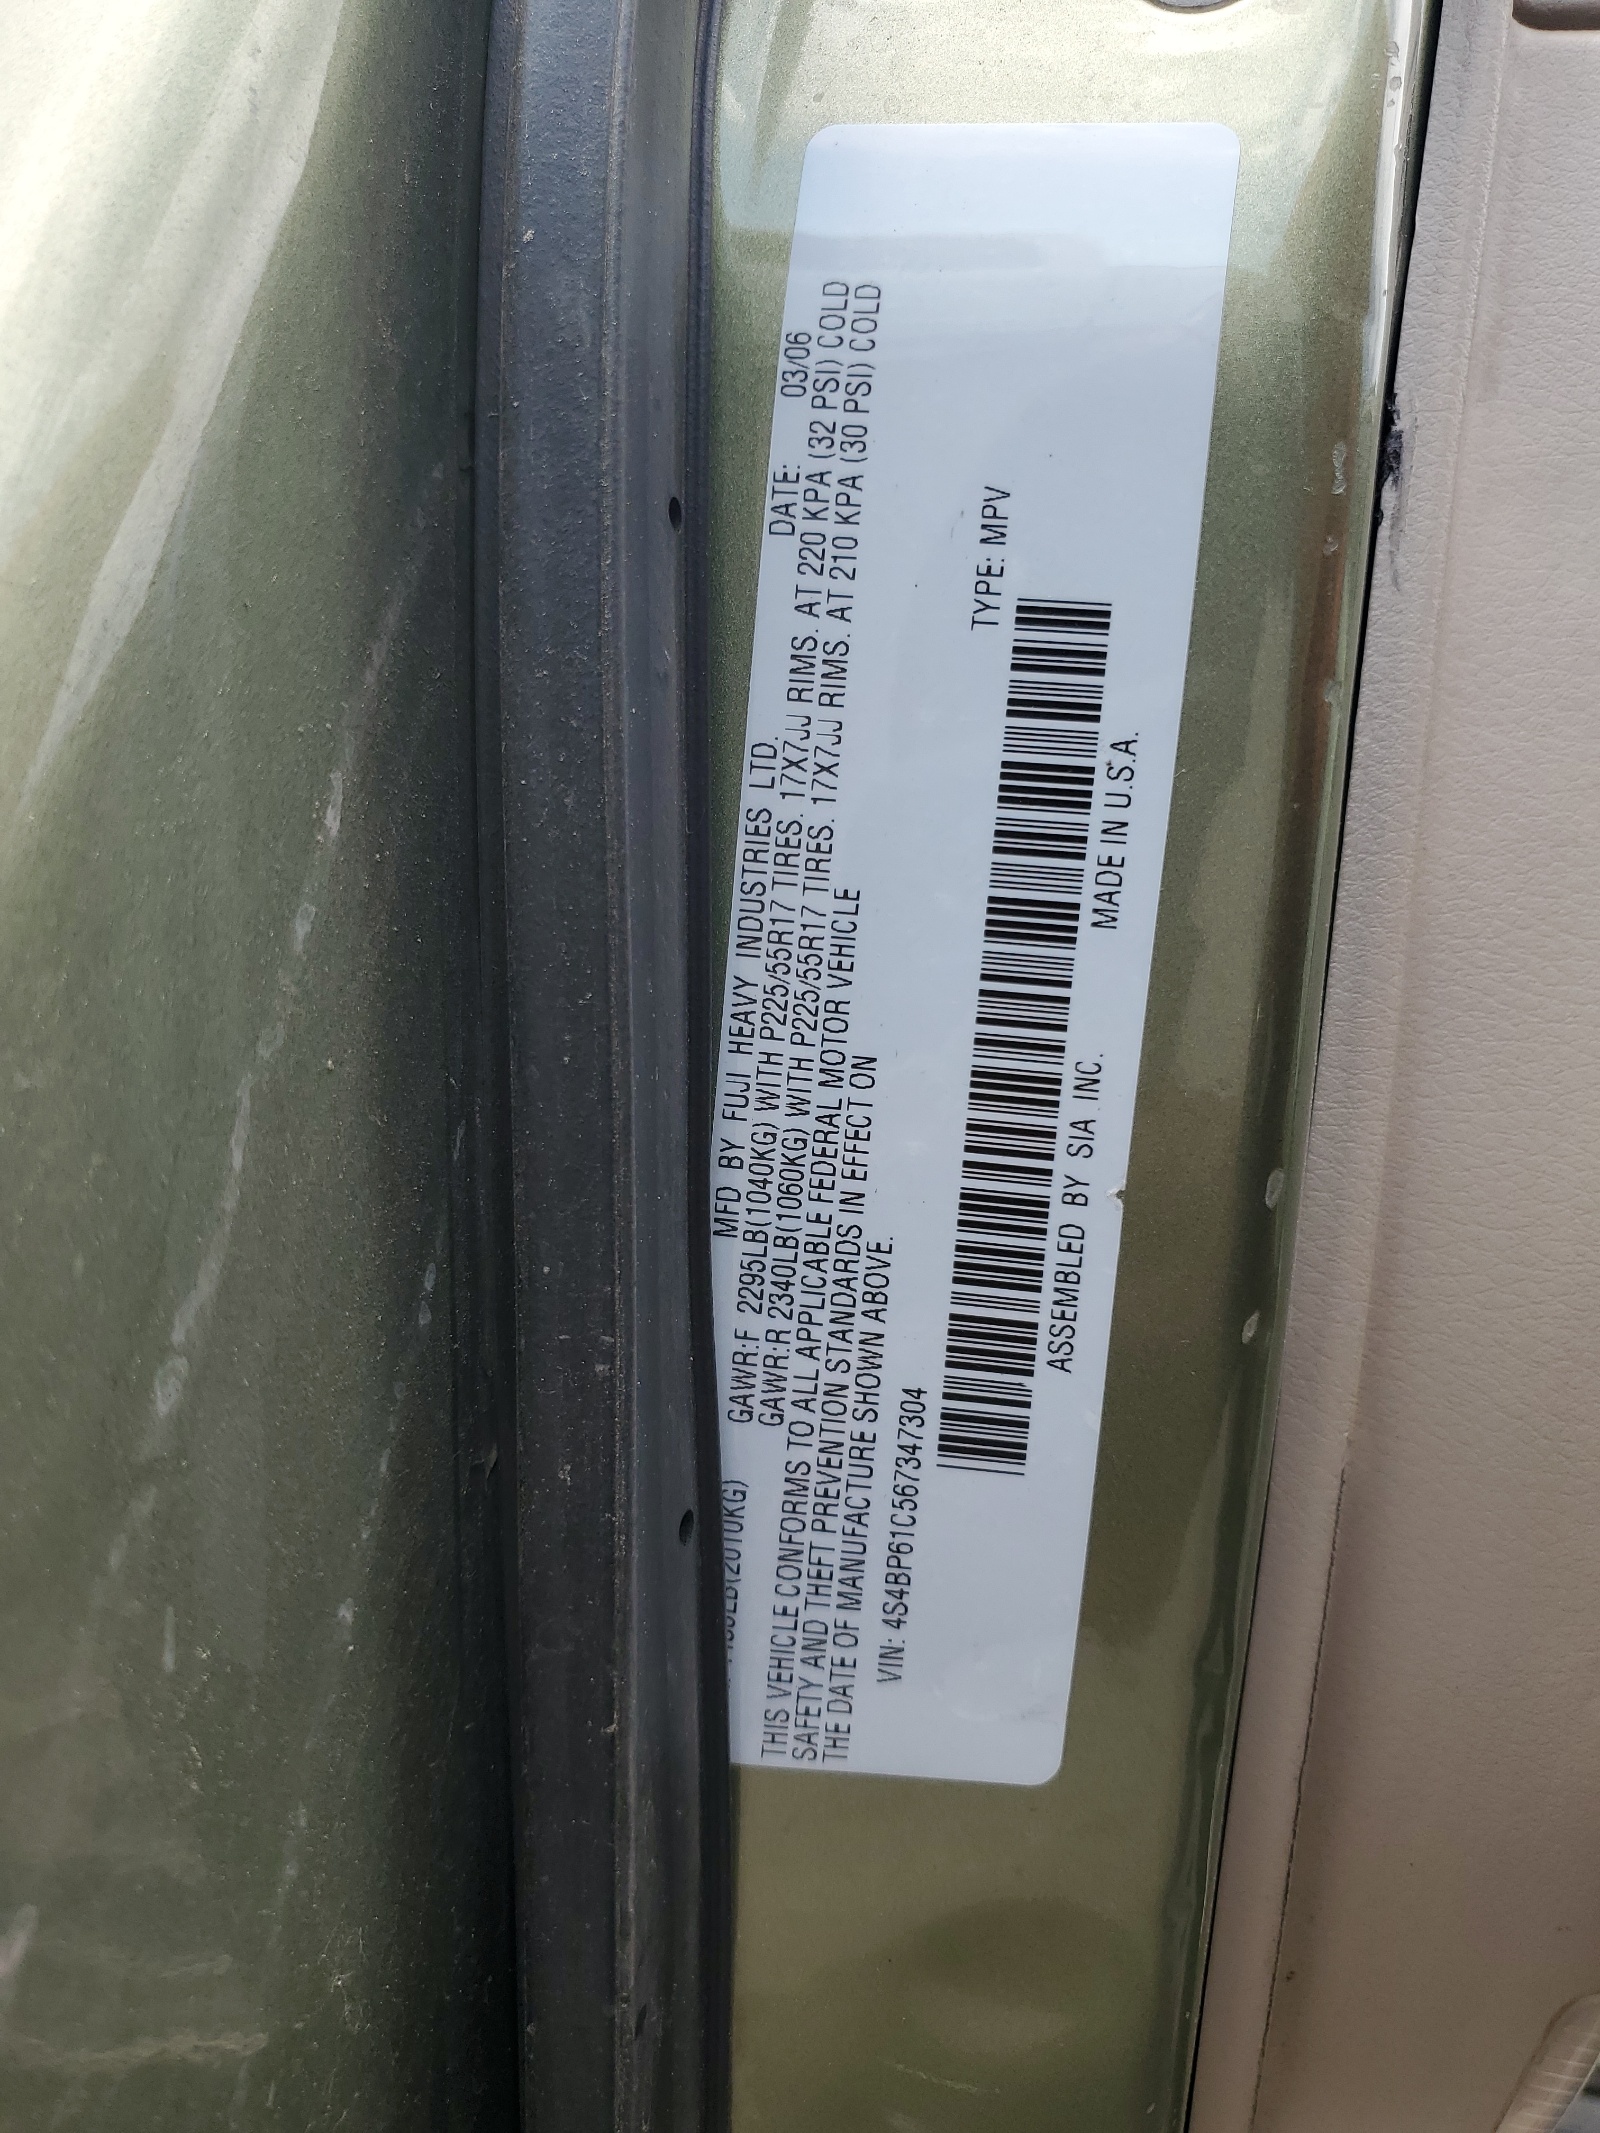 MFD BY FUJI HEAVY INDUSTRIES LTD. DATE: 03/06
GAWR:F 2295LB(1040KG) WITH P225/55R17 TIRES. 17X7JJ RIMS. AT 220 KPA (32 PSI) COLD
GAWR:R 2340LB(1060KG) WITH P225/55R17 TIRES. 17X7JJ RIMS. AT 210 KPA (30 PSI) COLD
THIS VEHICLE CONFORMS TO ALL APPLICABLE FEDERAL MOTOR VEHICLE
SAFETY AND THEFT PREVENTION STANDARDS IN EFFECT ON
THE DATE OF MANUFACTURE SHOWN ABOVE.
VIN: 4S4BP61C567347304 TYPE: MPV
ASSEMBLED BY SIA INC. MADE IN U.S.A.